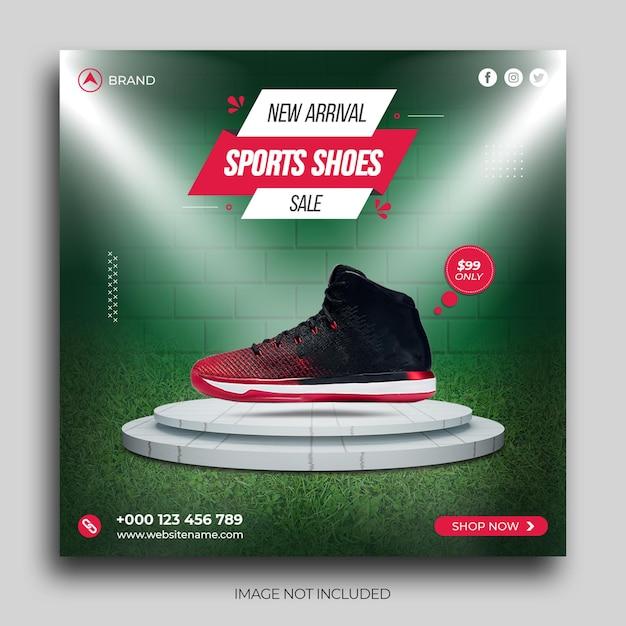 BRAND
NEW ARRIVAL
SPORTS SHOES
SALE
$99
ONLY
+000 123 456 789
www.websitename.com
SHOP NOW
IMAGE NOT INCLUDED